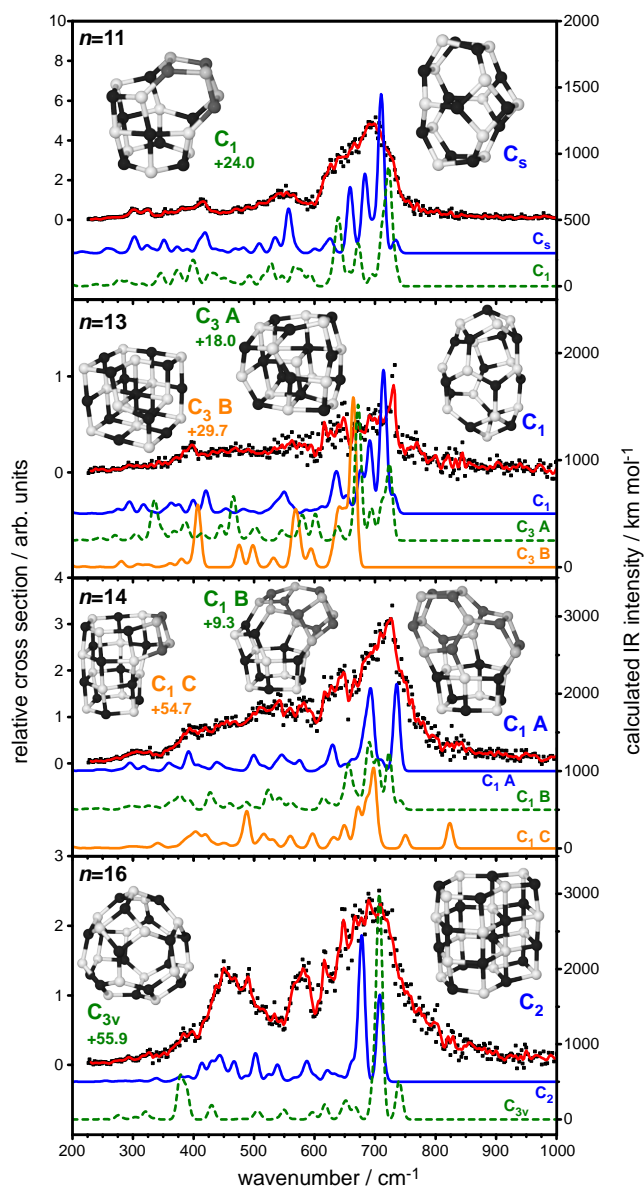 n=11
C₁
+24.0
Cₛ
Cₛ
C₁
10
8
6
4
2
0
2000
1500
1000
500
0
n=13
C₃ A
+18.0
C₃ B
+29.7
C₁
C₁
C₃ A
C₃ B
1
0
2000
1000
0
n=14
C₁ B
+9.3
C₁ C
+54.7
C₁ A
C₁ A
C₁ B
C₁ C
4
3
2
1
0
3000
2000
1000
0
n=16
C₃ᵥ
+55.9
C₂
C₂
C₃ᵥ
3
2
1
0
3000
2000
1000
0
200 300 400 500 600 700 800 900 1000
wavenumber / cm⁻¹
relative cross section / arb. units
calculated IR intensity / km mol⁻¹